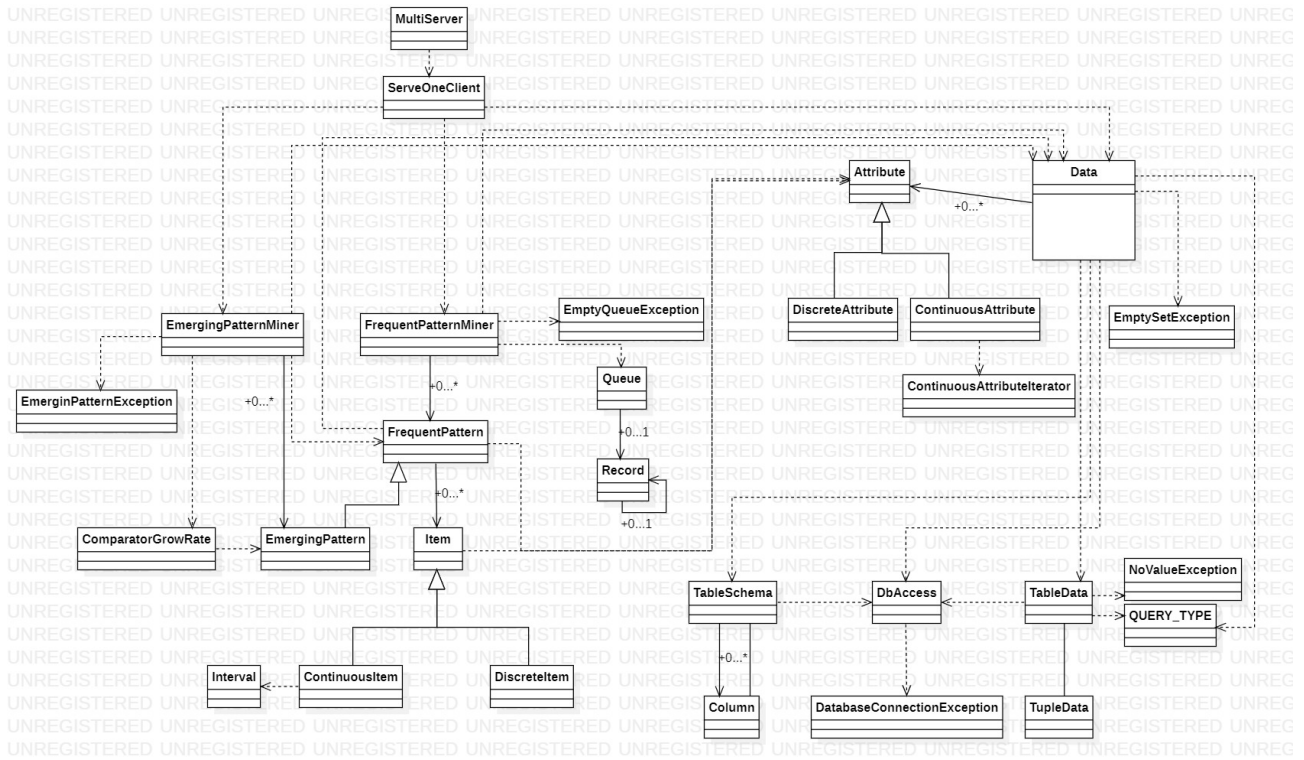 MultiServer
ServeOneClient
Attribute
Data
+0...*
DiscreteAttribute
ContinuousAttribute
EmptyQueueException
EmptySetException
EmergingPatternMiner
FrequentPatternMiner
Queue
ContinuousAttributeIterator
+0...*
EmerginPatternException
+0...*
FrequentPattern
+0...1
Record
+0...*
+0...1
ComparatorGrowRate
EmergingPattern
Item
NoValueException
TableSchema
DbAccess
TableData
QUERY_TYPE
+0...*
Interval
ContinuousItem
DiscreteItem
Column
DatabaseConnectionException
TupleData
UNREGISTERED